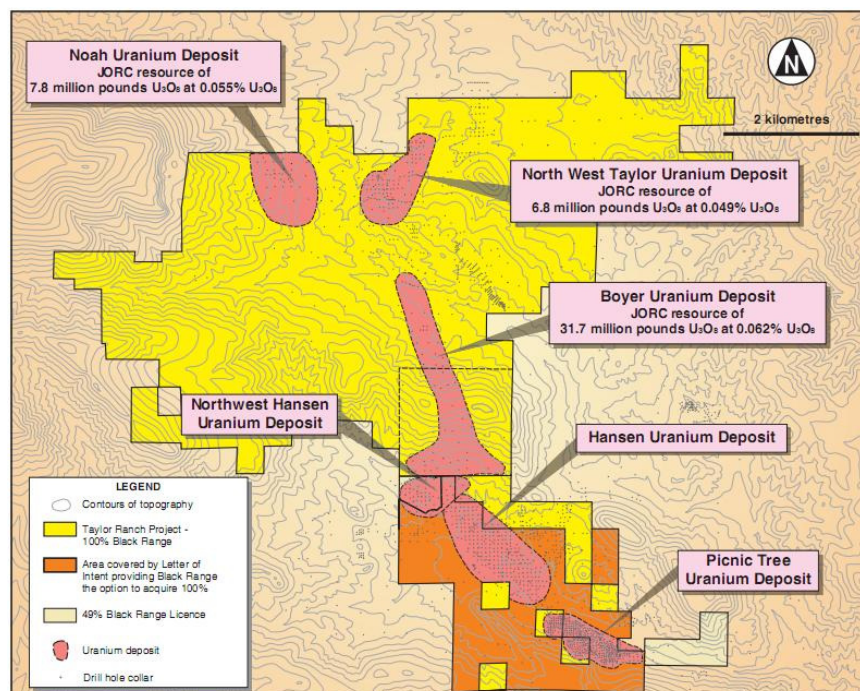 Noah Uranium Deposit
JORC resource of
7.8 million pounds U₃O₈ at 0.055% U₃O₈
N
2 kilometres
North West Taylor Uranium Deposit
JORC resource of
6.8 million pounds U₃O₈ at 0.049% U₃O₈
Boyer Uranium Deposit
JORC resource of
31.7 million pounds U₃O₈ at 0.062% U₃O₈
Northwest Hansen
Uranium Deposit
Hansen Uranium Deposit
Picnic Tree
Uranium Deposit
LEGEND
Contours of topography
Taylor Ranch Project -
100% Black Range
Area covered by Letter of
Intent providing Black Range
the option to acquire 100%
49% Black Range Licence
Uranium deposit
Drill hole collar